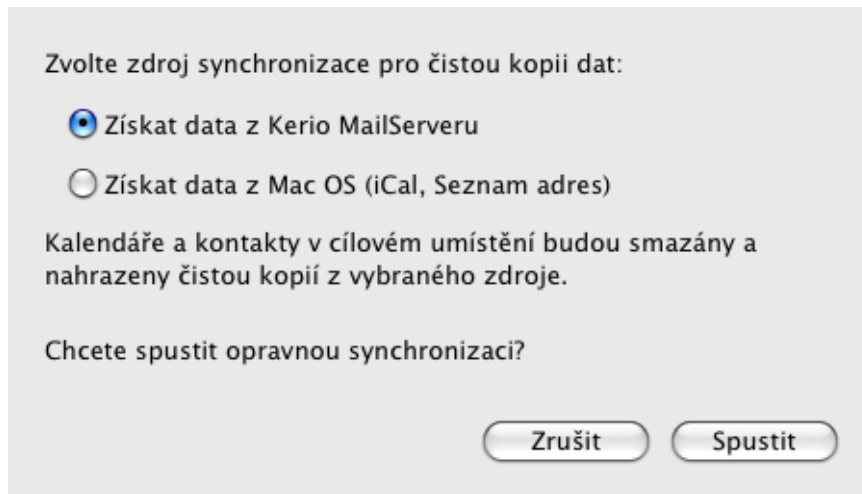 Zvolte zdroj synchronizace pro čistou kopii dat:
Získat data z Kerio MailServeru
Získat data z Mac OS (iCal, Seznam adres)
Kalendáře a kontakty v cílovém umístění budou smazány a
nahrazeny čistou kopií z vybraného zdroje.
Chcete spustit opravnou synchronizaci?
Zrušit
Spustit